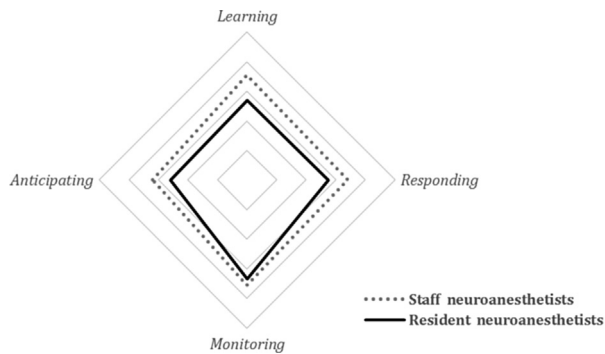 Learning
Anticipating
Responding
Monitoring
Staff neuroanesthetists
Resident neuroanesthetists